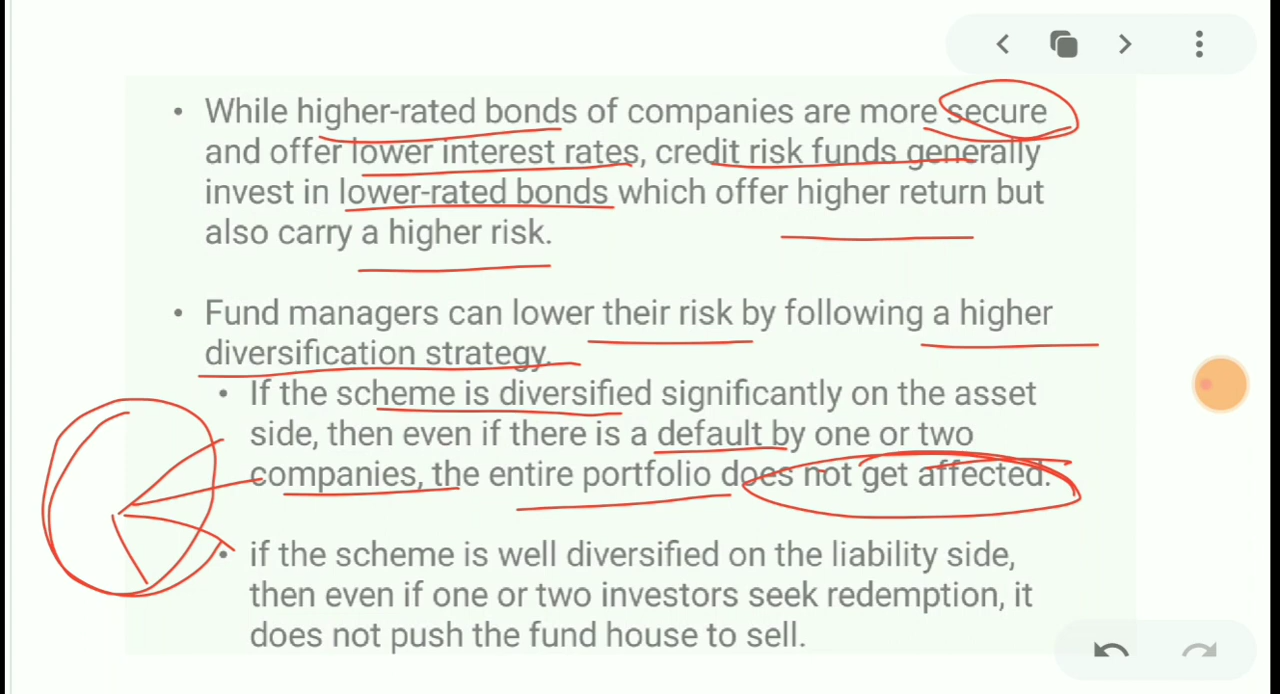 • While higher-rated bonds of companies are more secure
and offer lower interest rates, credit risk funds generally
invest in lower-rated bonds which offer higher return but
also carry a higher risk.
• Fund managers can lower their risk by following a higher
diversification strategy.
• If the scheme is diversified significantly on the asset
side, then even if there is a default by one or two
companies, the entire portfolio does not get affected.
• if the scheme is well diversified on the liability side,
then even if one or two investors seek redemption, it
does not push the fund house to sell.